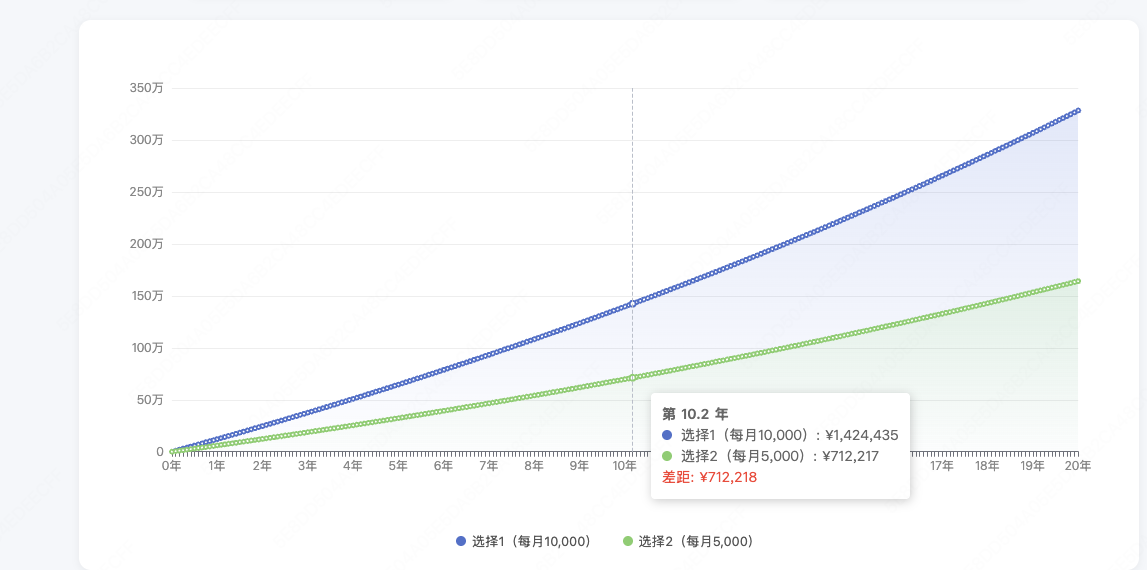 350万
300万
250万
200万
150万
100万
50万
0
0年 1年 2年 3年 4年 5年 6年 7年 8年 9年 10年 17年 18年 19年 20年
第 10.2 年
选择1（每月10,000）: ¥1,424,435
选择2（每月5,000）: ¥712,217
差距: ¥712,218
选择1（每月10,000） 选择2（每月5,000）